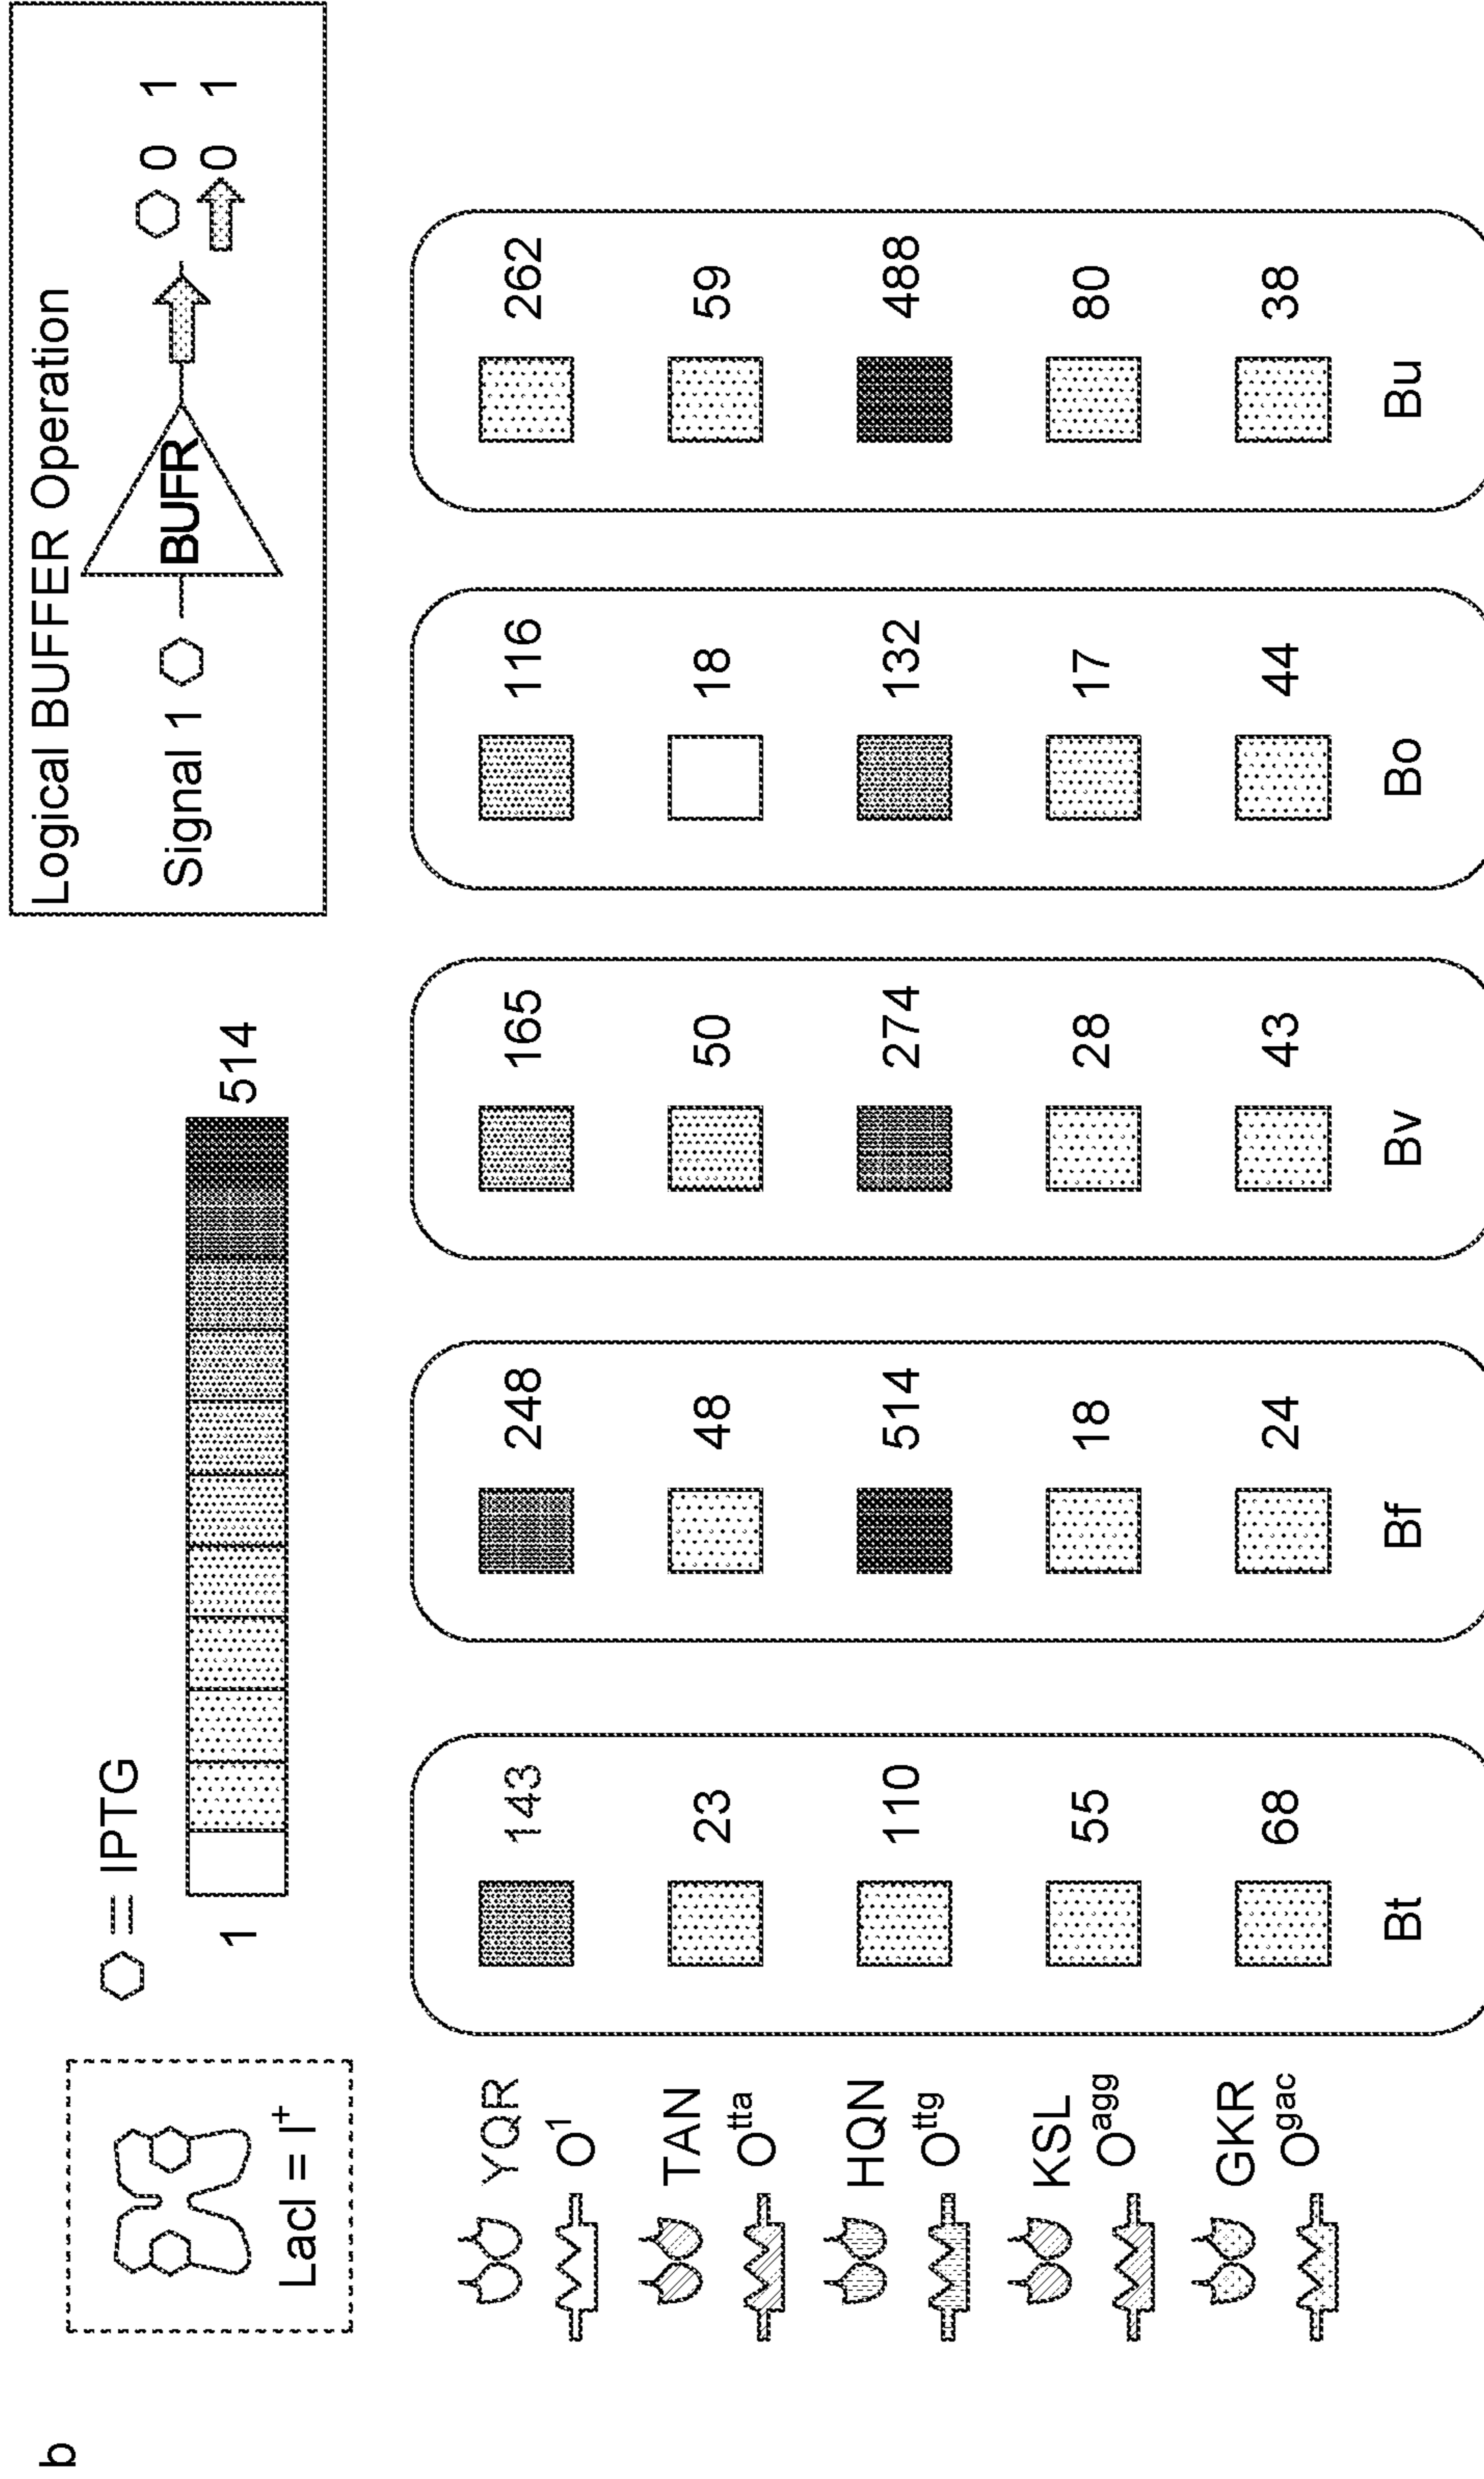 b
LacI = I⁺
= IPTG
1
514
Logical BUFFER Operation
Signal 1
BUFR
0 1
0 1
YQR
O¹
143
248
165
116
262
TAN
Oᵗᵗᵃ
23
48
50
18
59
HQN
Oᵗᵗᵍ
110
514
274
132
488
KSL
Oᵃᵍᵍ
55
18
28
17
80
GKR
Oᵍᵃᶜ
68
24
43
44
38
Bt
Bf
Bv
Bo
Bu